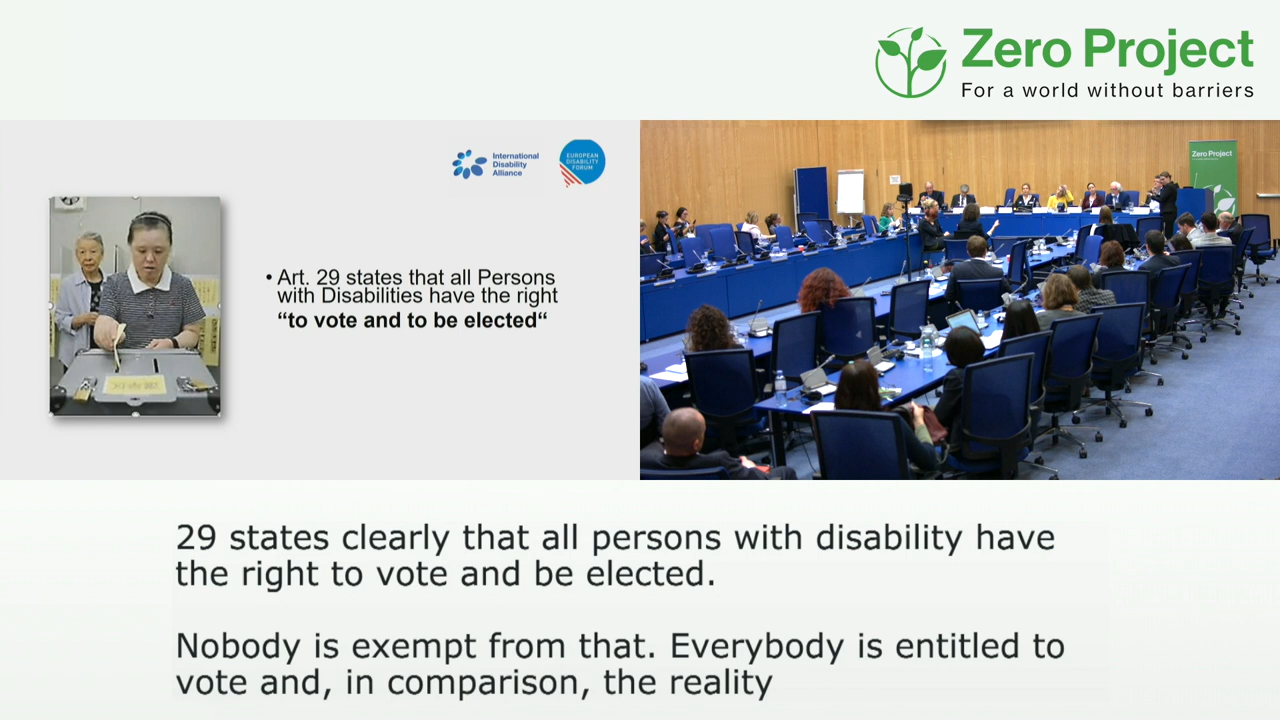 Zero Project
For a world without barriers
International
Disability
Alliance
EUROPEAN
DISABILITY
FORUM
• Art. 29 states that all Persons
with Disabilities have the right
“to vote and to be elected“
Zero Project
29 states clearly that all persons with disability have
the right to vote and be elected.
Nobody is exempt from that. Everybody is entitled to
vote and, in comparison, the reality